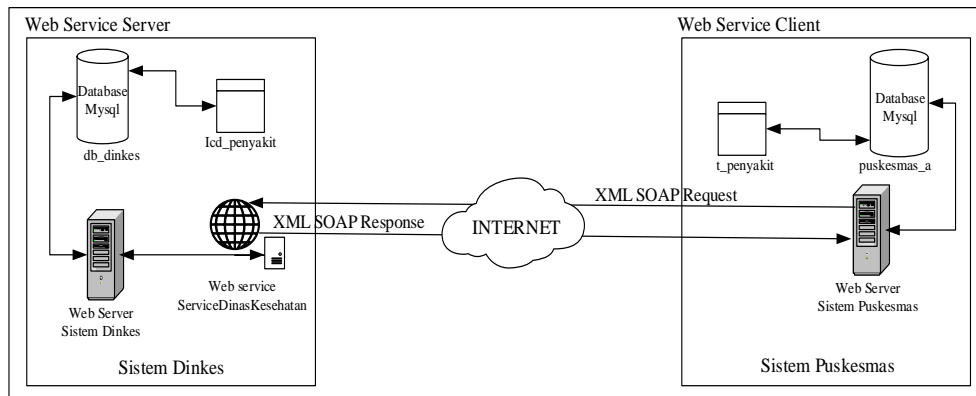 Web Service Server
Database
Mysql
db_dinkes
Icd_penyakit
Web Server
Sistem Dinkes
Web service
ServiceDinasKesehatan
Sistem Dinkes
XML SOAP Response
INTERNET
XML SOAP Request
Web Service Client
t_penyakit
Database
Mysql
puskesmas_a
Web Server
Sistem Puskesmas
Sistem Puskesmas